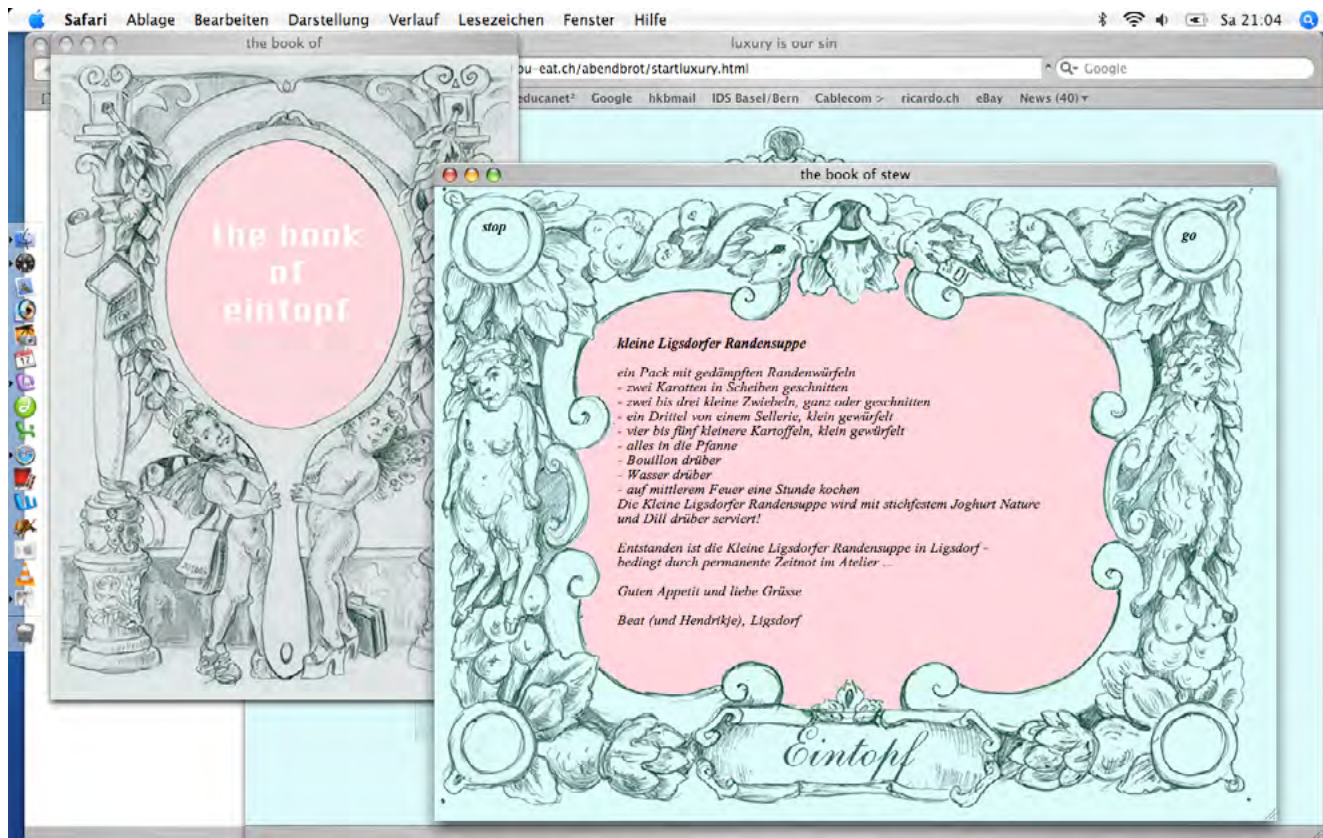 Safari Ablage Bearbeiten Darstellung Verlauf Lesezeichen Fenster Hilfe
Sa 21:04
the book of
luxury is our sin
ou-eat.ch/abendbrot/startluxury.html
Google
educanet² Google hkbmail IDS Basel/Bern Cablecom > ricardo.ch eBay News (40)
the book
of
eintopf
the book of stew
stop
go
kleine Ligsdorfer Randensuppe
ein Pack mit gedämpften Randenwürfeln
- zwei Karotten in Scheiben geschnitten
- zwei bis drei kleine Zwiebeln, ganz oder geschnitten
- ein Drittel von einem Sellerie, klein gewürfelt
- vier bis fünf kleinere Kartoffeln, klein gewürfelt
- alles in die Pfanne
- Bouillon drüber
- Wasser drüber
- auf mittlerem Feuer eine Stunde kochen
Die Kleine Ligsdorfer Randensuppe wird mit stichfestem Joghurt Nature
und Dill drüber serviert!
Entstanden ist die Kleine Ligsdorfer Randensuppe in Ligsdorf -
bedingt durch permanente Zeitnot im Atelier ...
Guten Appetit und liebe Grüsse
Beat (und Hendrikje), Ligsdorf
Eintopf
17